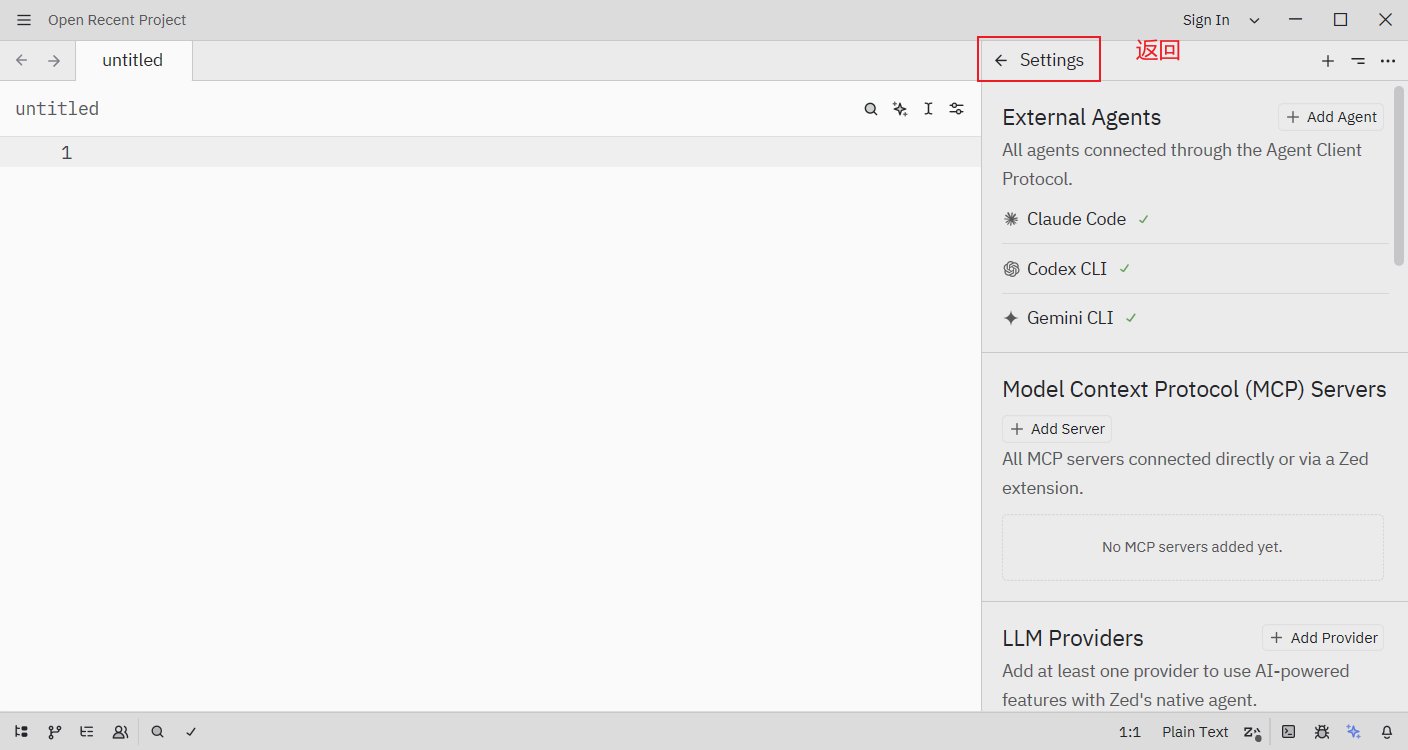 Open Recent Project
Sign In
untitled
Settings
返回
untitled
1
External Agents
Add Agent
All agents connected through the Agent Client
Protocol.
Claude Code
Codex CLI
Gemini CLI
Model Context Protocol (MCP) Servers
Add Server
All MCP servers connected directly or via a Zed
extension.
No MCP servers added yet.
LLM Providers
Add Provider
Add at least one provider to use AI-powered
features with Zed's native agent.
1:1
Plain Text